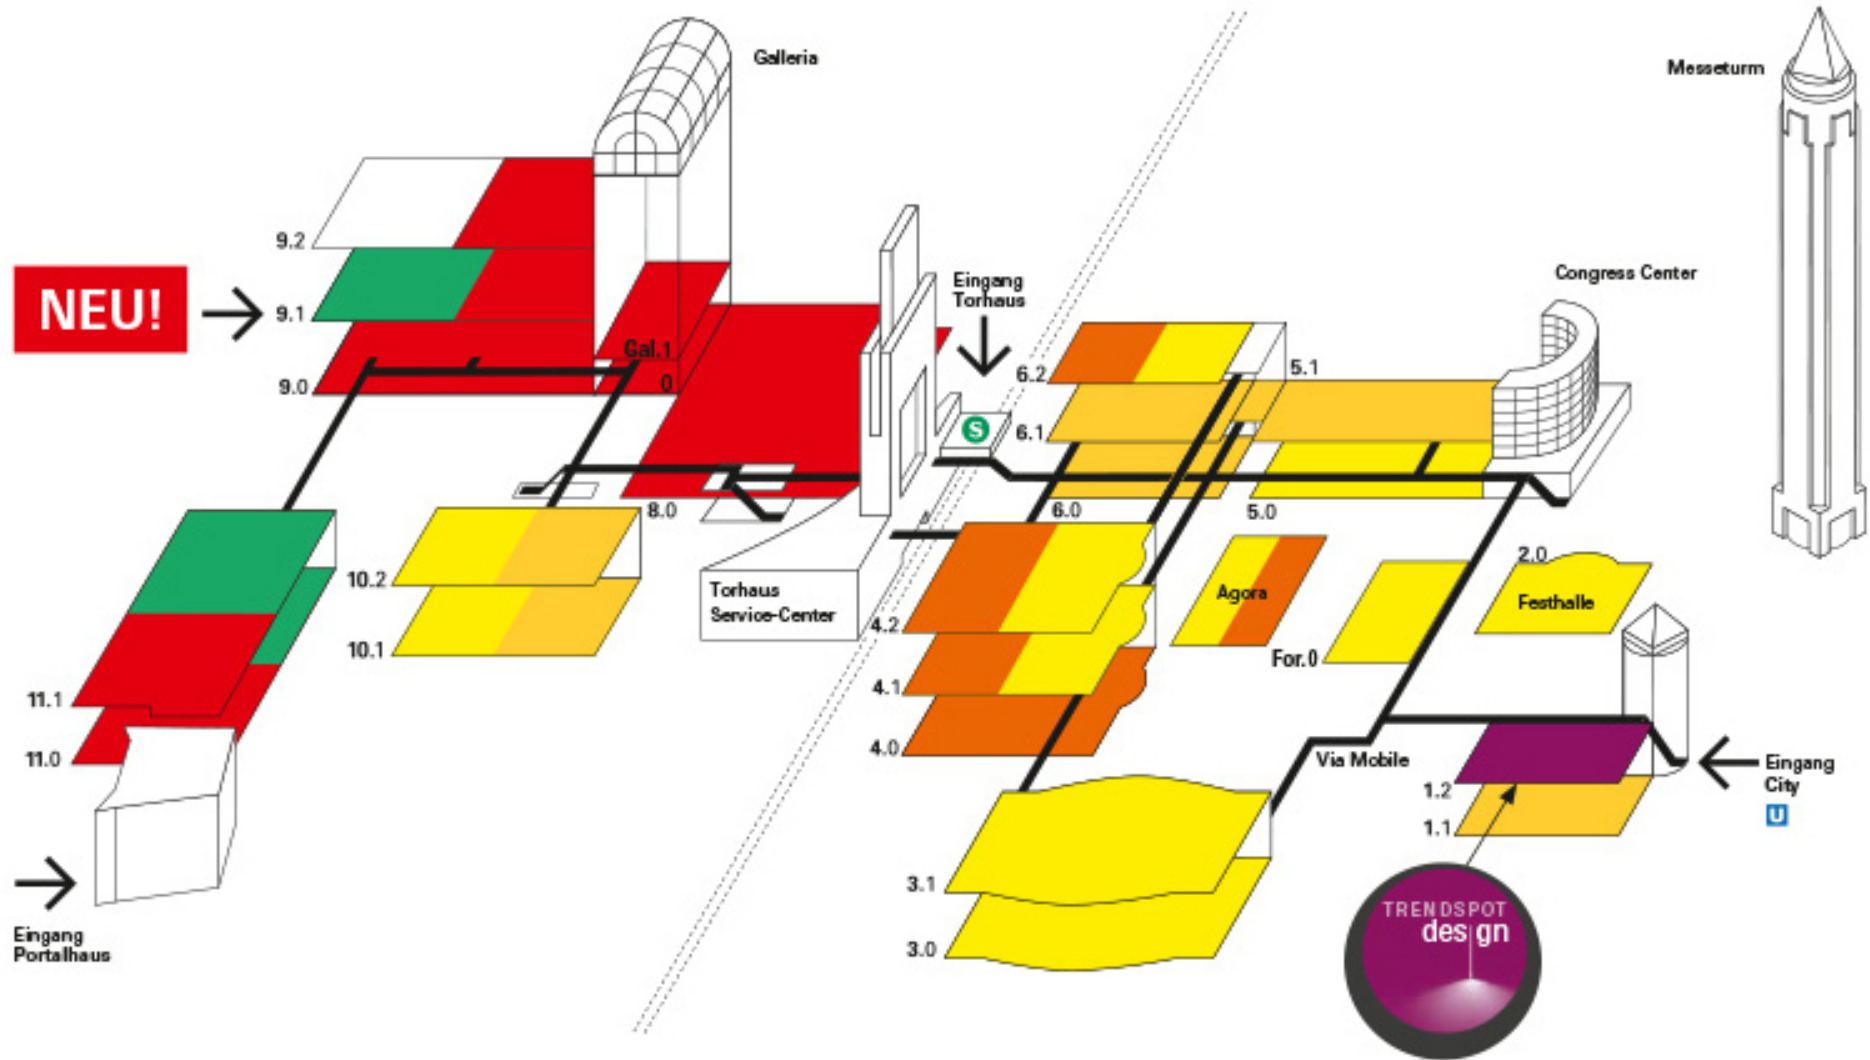 Galleria
Messeturm
9.2
NEU!
9.1
9.0
Gal.1
0
Eingang
Torhaus
Congress Center
5.1
6.2
6.1
S
8.0
6.0
5.0
2.0
10.2
10.1
Torhaus
Service-Center
4.2
Agora
Festhalle
For.0
4.1
11.1
11.0
4.0
Via Mobile
Eingang
City
U
1.2
1.1
3.1
3.0
TRENDSPOT
design
Eingang
Portalhaus